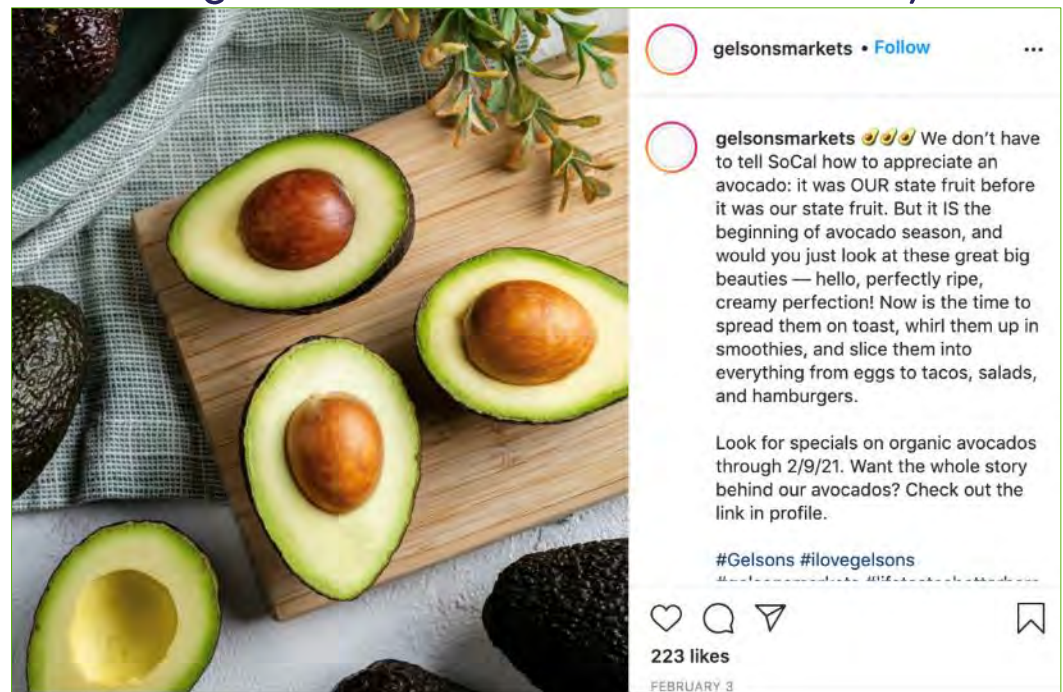 gelsonsmarkets • Follow
gelsonsmarkets 🥑🥑🥑 We don't have
to tell SoCal how to appreciate an
avocado: it was OUR state fruit before
it was our state fruit. But it IS the
beginning of avocado season, and
would you just look at these great big
beauties — hello, perfectly ripe,
creamy perfection! Now is the time to
spread them on toast, whirl them up in
smoothies, and slice them into
everything from eggs to tacos, salads,
and hamburgers.
Look for specials on organic avocados
through 2/9/21. Want the whole story
behind our avocados? Check out the
link in profile.
#Gelsons #ilovegelsons
223 likes
FEBRUARY 3